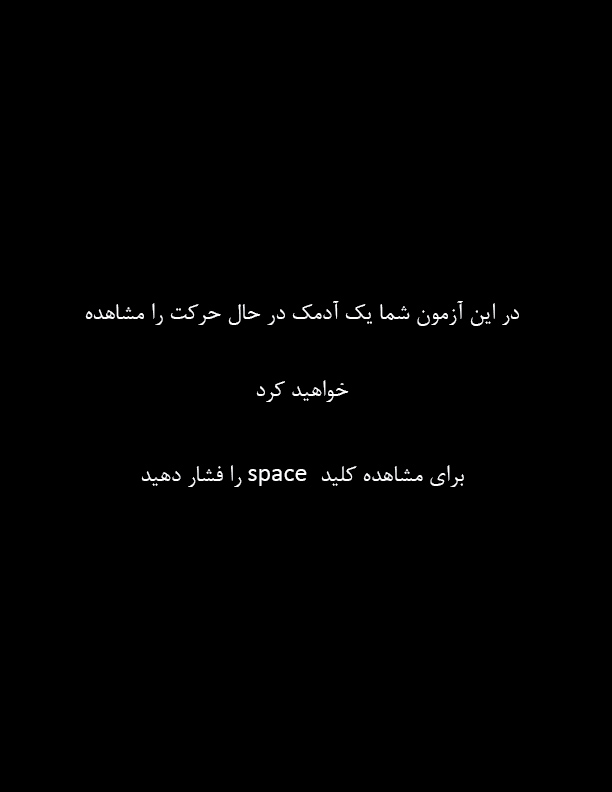 در این آزمون شما یک آدمک در حال حرکت را مشاهده
خواهید کرد
برای مشاهده کلید space را فشار دهید